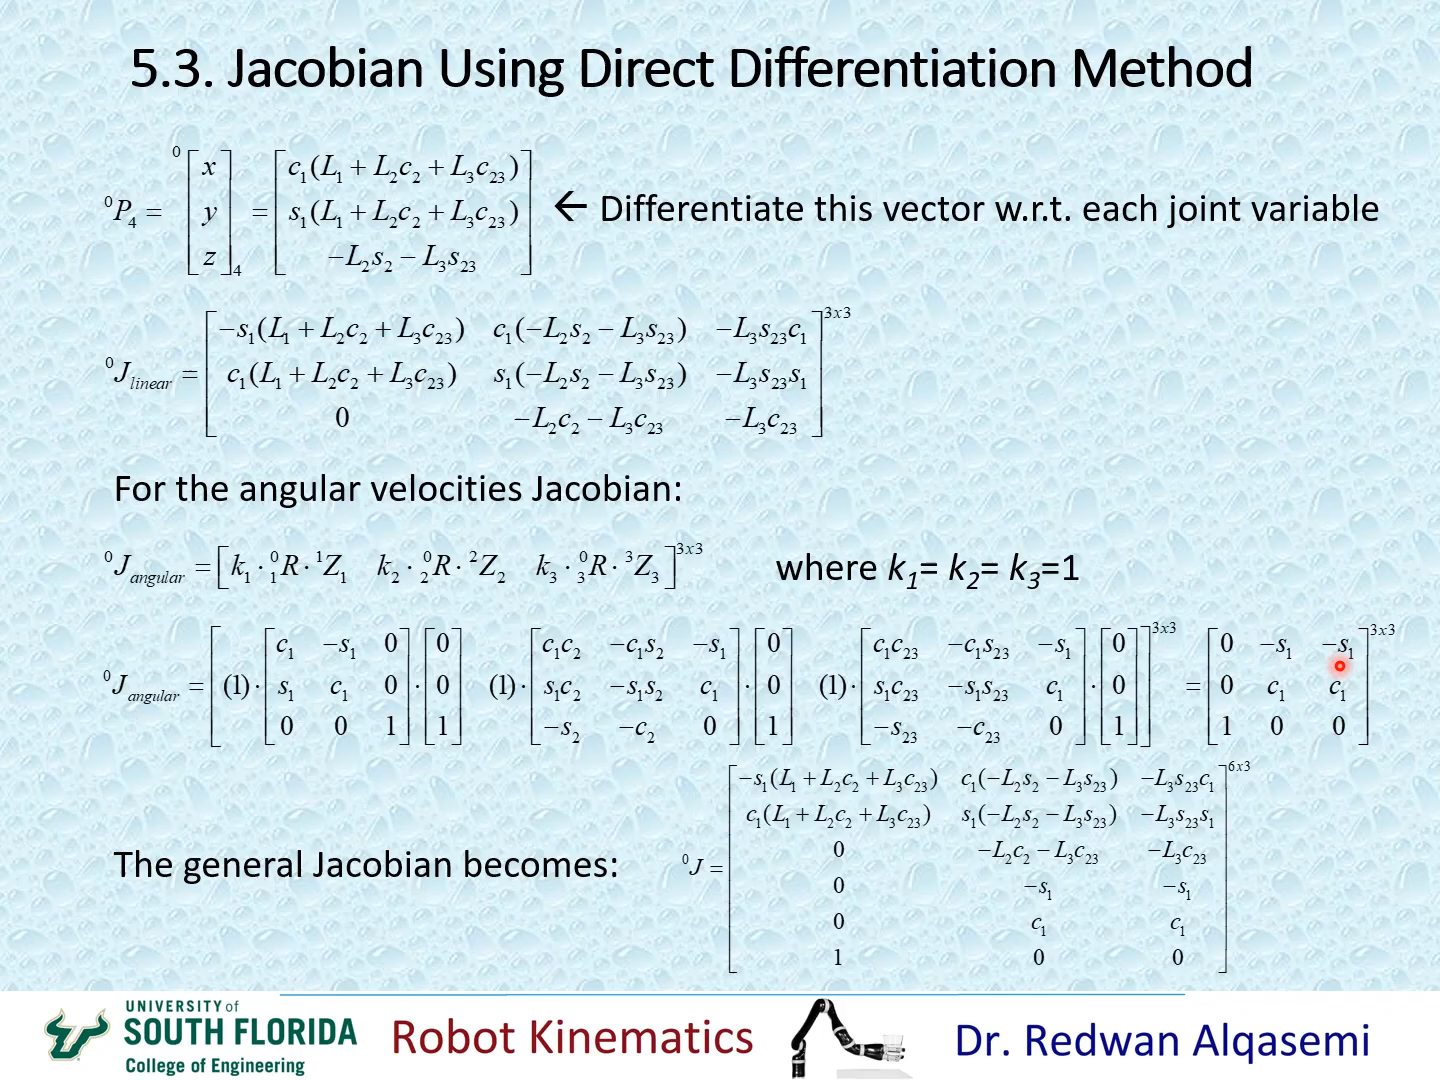 5.3. Jacobian Using Direct Differentiation Method
⁰P₄ = ⁰[x; y; z]₄ = [c₁(L₁ + L₂c₂ + L₃c₂₃); s₁(L₁ + L₂c₂ + L₃c₂₃); −L₂s₂ − L₃s₂₃] ← Differentiate this vector w.r.t. each joint variable
⁰J_linear = [−s₁(L₁ + L₂c₂ + L₃c₂₃) c₁(−L₂s₂ − L₃s₂₃) −L₃s₂₃c₁; c₁(L₁ + L₂c₂ + L₃c₂₃) s₁(−L₂s₂ − L₃s₂₃) −L₃s₂₃s₁; 0 −L₂c₂ − L₃c₂₃ −L₃c₂₃]³ˣ³
For the angular velocities Jacobian:
⁰J_angular = [k₁·⁰₁R·¹Z₁ k₂·⁰₂R·²Z₂ k₃·⁰₃R·³Z₃]³ˣ³ where k₁= k₂= k₃=1
⁰J_angular = [(1)·[c₁ −s₁ 0; s₁ c₁ 0; 0 0 1]·[0; 0; 1] (1)·[c₁c₂ −c₁s₂ −s₁; s₁c₂ −s₁s₂ c₁; −s₂ −c₂ 0]·[0; 0; 1] (1)·[c₁c₂₃ −c₁s₂₃ −s₁; s₁c₂₃ −s₁s₂₃ c₁; −s₂₃ −c₂₃ 0]·[0; 0; 1]]³ˣ³ = [0 −s₁ −s₁; 0 c₁ c₁; 1 0 0]³ˣ³
The general Jacobian becomes: ⁰J = [−s₁(L₁ + L₂c₂ + L₃c₂₃) c₁(−L₂s₂ − L₃s₂₃) −L₃s₂₃c₁; c₁(L₁ + L₂c₂ + L₃c₂₃) s₁(−L₂s₂ − L₃s₂₃) −L₃s₂₃s₁; 0 −L₂c₂ − L₃c₂₃ −L₃c₂₃; 0 −s₁ −s₁; 0 c₁ c₁; 1 0 0]⁶ˣ³
UNIVERSITY of
SOUTH FLORIDA
College of Engineering
Robot Kinematics
Dr. Redwan Alqasemi